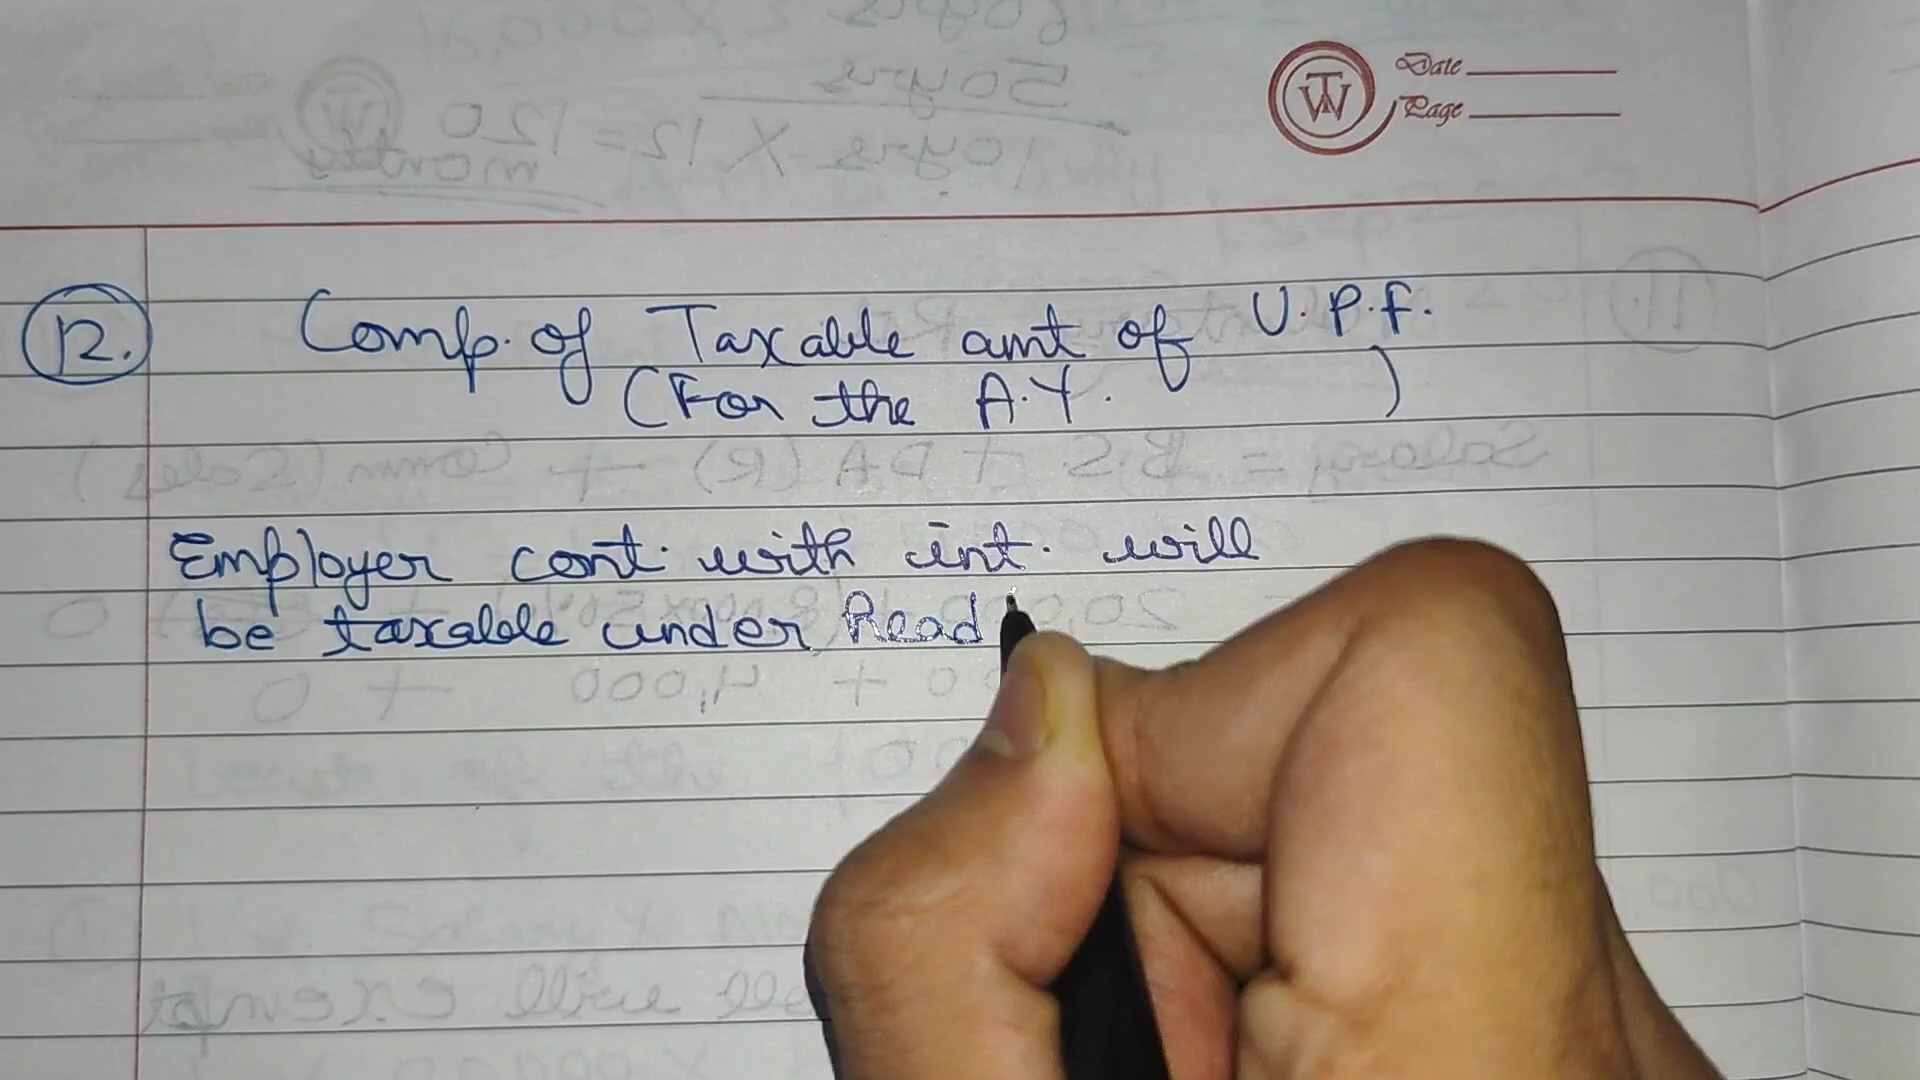 Date
Page
12.
Comp. of Taxable amt of U.P.F.
(For the A.Y. )
Employer cont. with int. will
be taxable under head